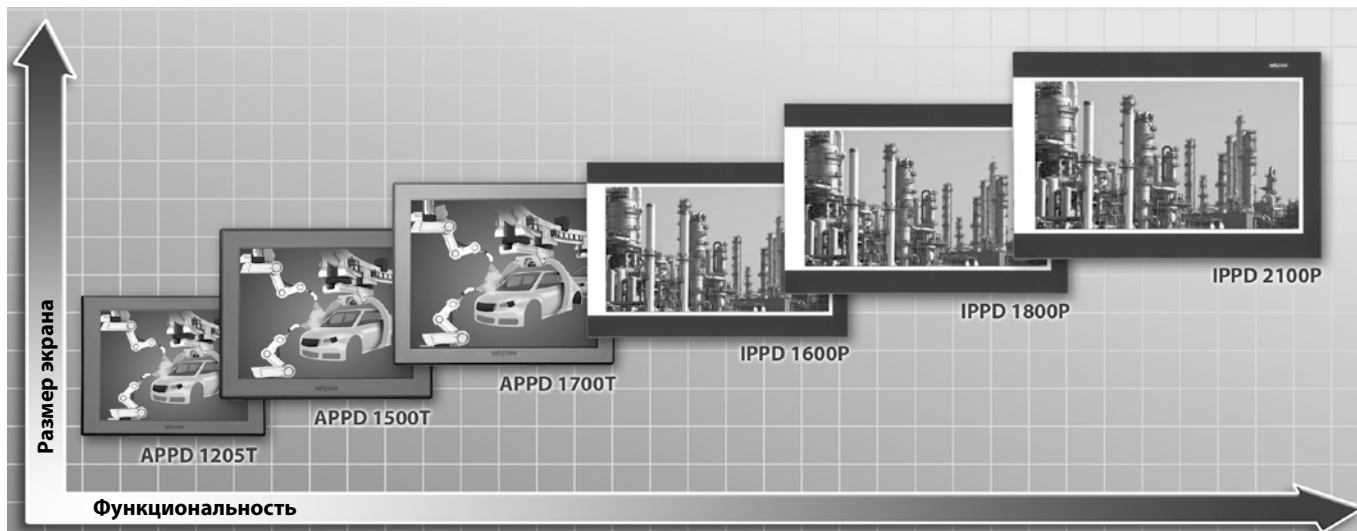 Размер экрана
APPD 1205T
APPD 1500T
APPD 1700T
IPPD 1600P
IPPD 1800P
IPPD 2100P
Функциональность